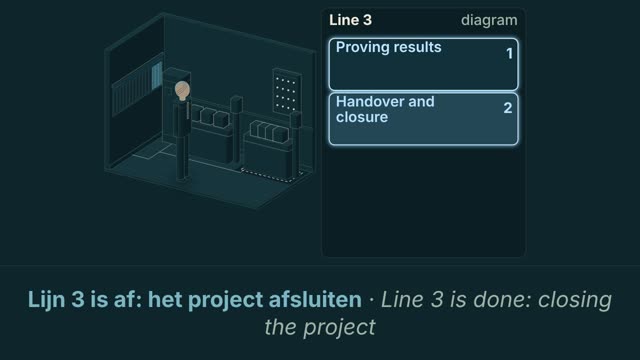 Line 3
diagram
Proving results
1
Handover and
closure
2
Lijn 3 is af: het project afsluiten · Line 3 is done: closing
the project